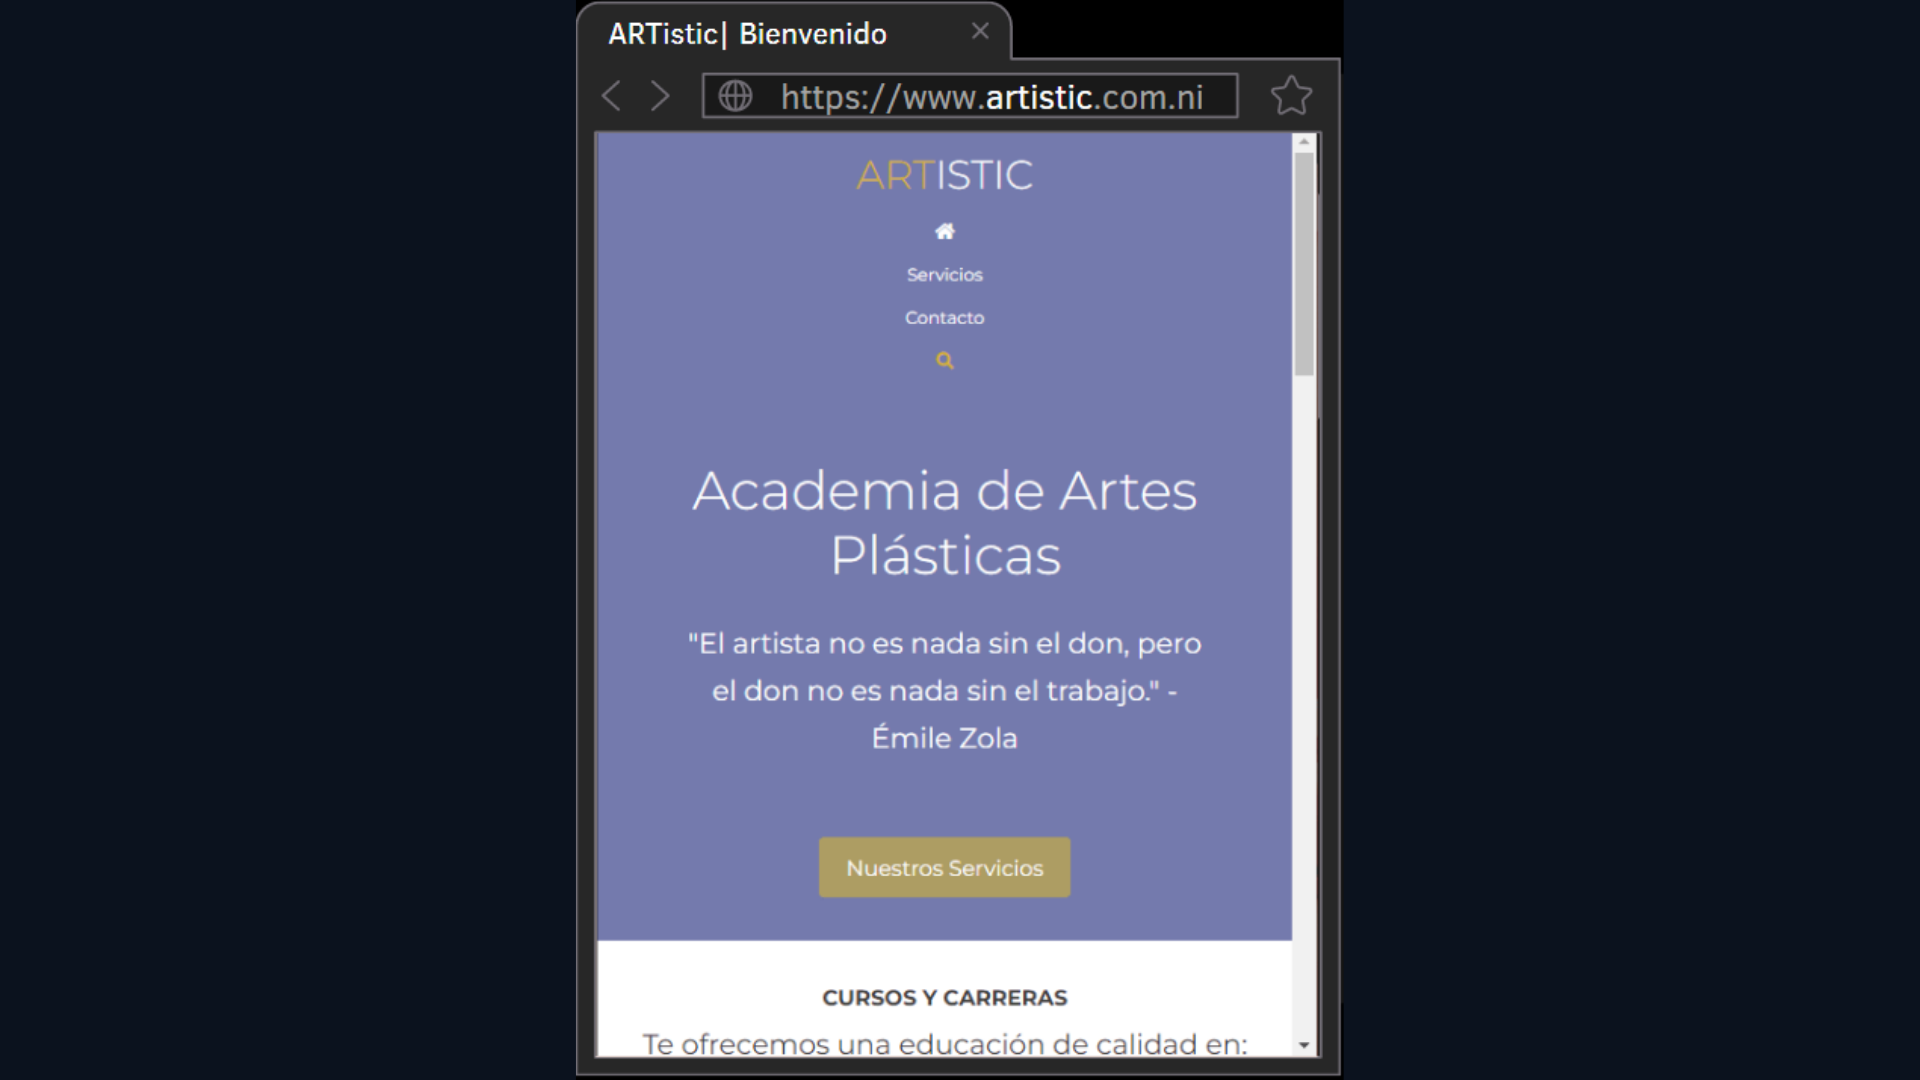 ARTistic| Bienvenido
https://www.artistic.com.ni
ARTISTIC
Servicios
Contacto
Academia de Artes
Plásticas
"El artista no es nada sin el don, pero
el don no es nada sin el trabajo." -
Émile Zola
Nuestros Servicios
CURSOS Y CARRERAS
Te ofrecemos una educación de calidad en: